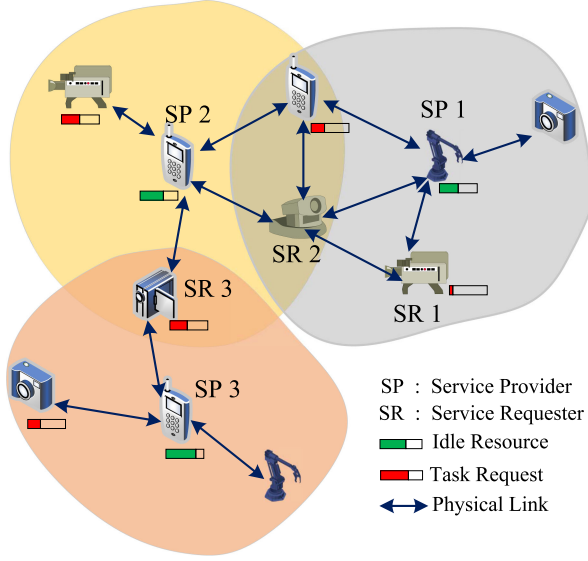 SP 2
SP 1
SR 2
SR 3
SR 1
SP 3
SP : Service Provider
SR : Service Requester
Idle Resource
Task Request
Physical Link